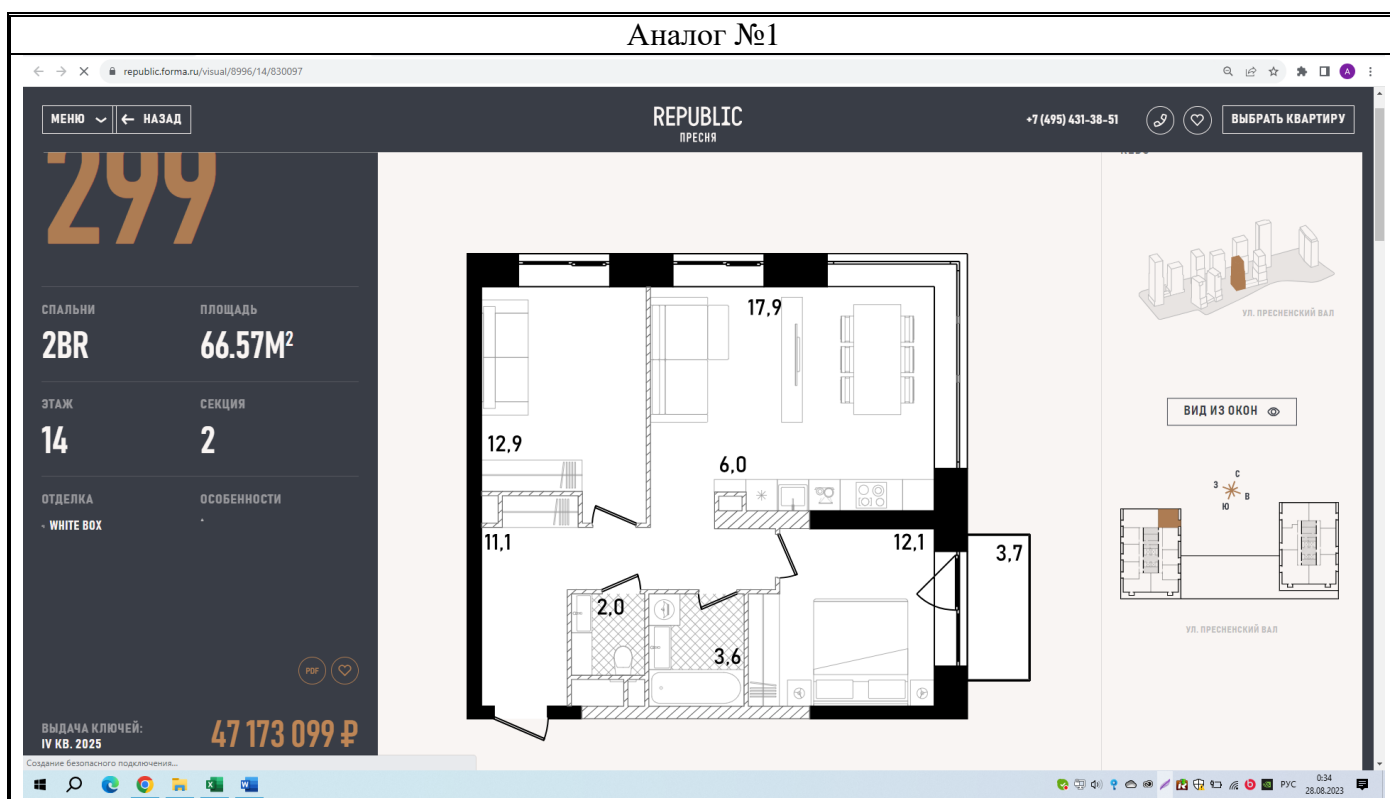 Аналог №1
republic.forma.ru/visual/8996/14/830097
МЕНЮ
НАЗАД
REPUBLIC
ПРЕСНЯ
+7 (495) 431-38-51
ВЫБРАТЬ КВАРТИРУ
299
СПАЛЬНИ
ПЛОЩАДЬ
2BR
66.57М²
ЭТАЖ
СЕКЦИЯ
14
2
ОТДЕЛКА
ОСОБЕННОСТИ
WHITE BOX
PDF
ВЫДАЧА КЛЮЧЕЙ:
IV КВ. 2025
47 173 099 ₽
17,9
12,9
6,0
11,1
12,1
3,7
2,0
3,6
УЛ. ПРЕСНЕНСКИЙ ВАЛ
ВИД ИЗ ОКОН
С
З
В
Ю
УЛ. ПРЕСНЕНСКИЙ ВАЛ
Создание безопасного подключения...
РУС
0:34
28.08.2023